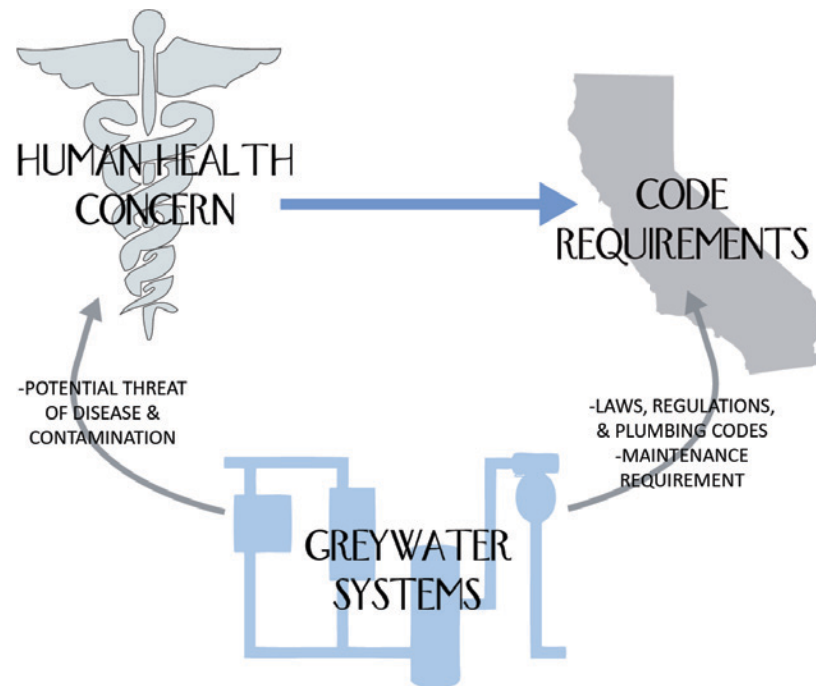 HUMAN HEALTH
CONCERN
CODE
REQUIREMENTS
-POTENTIAL THREAT
OF DISEASE &
CONTAMINATION
-LAWS, REGULATIONS,
& PLUMBING CODES
-MAINTENANCE
REQUIREMENT
GREYWATER
SYSTEMS